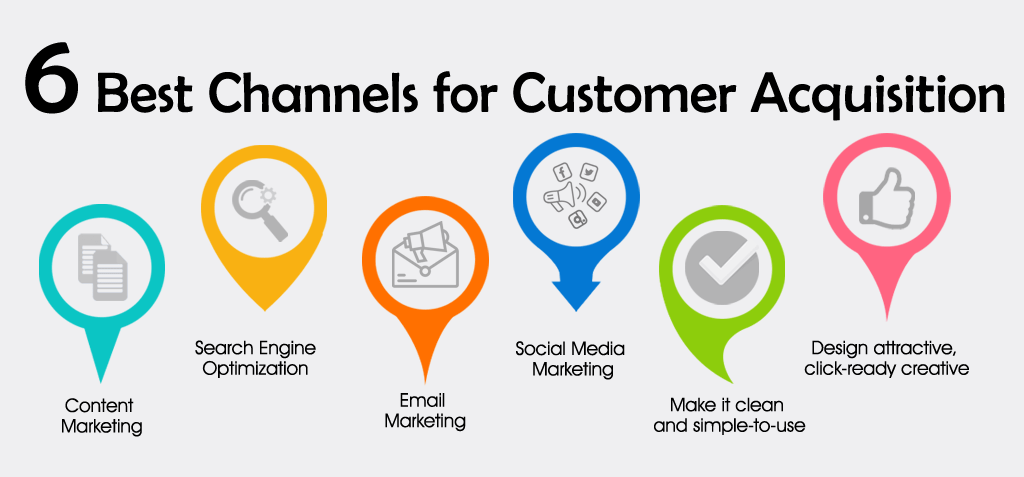 6 Best Channels for Customer Acquisition
Content
Marketing
Search Engine
Optimization
Email
Marketing
Social Media
Marketing
Make it clean
and simple-to-use
Design attractive,
click-ready creative